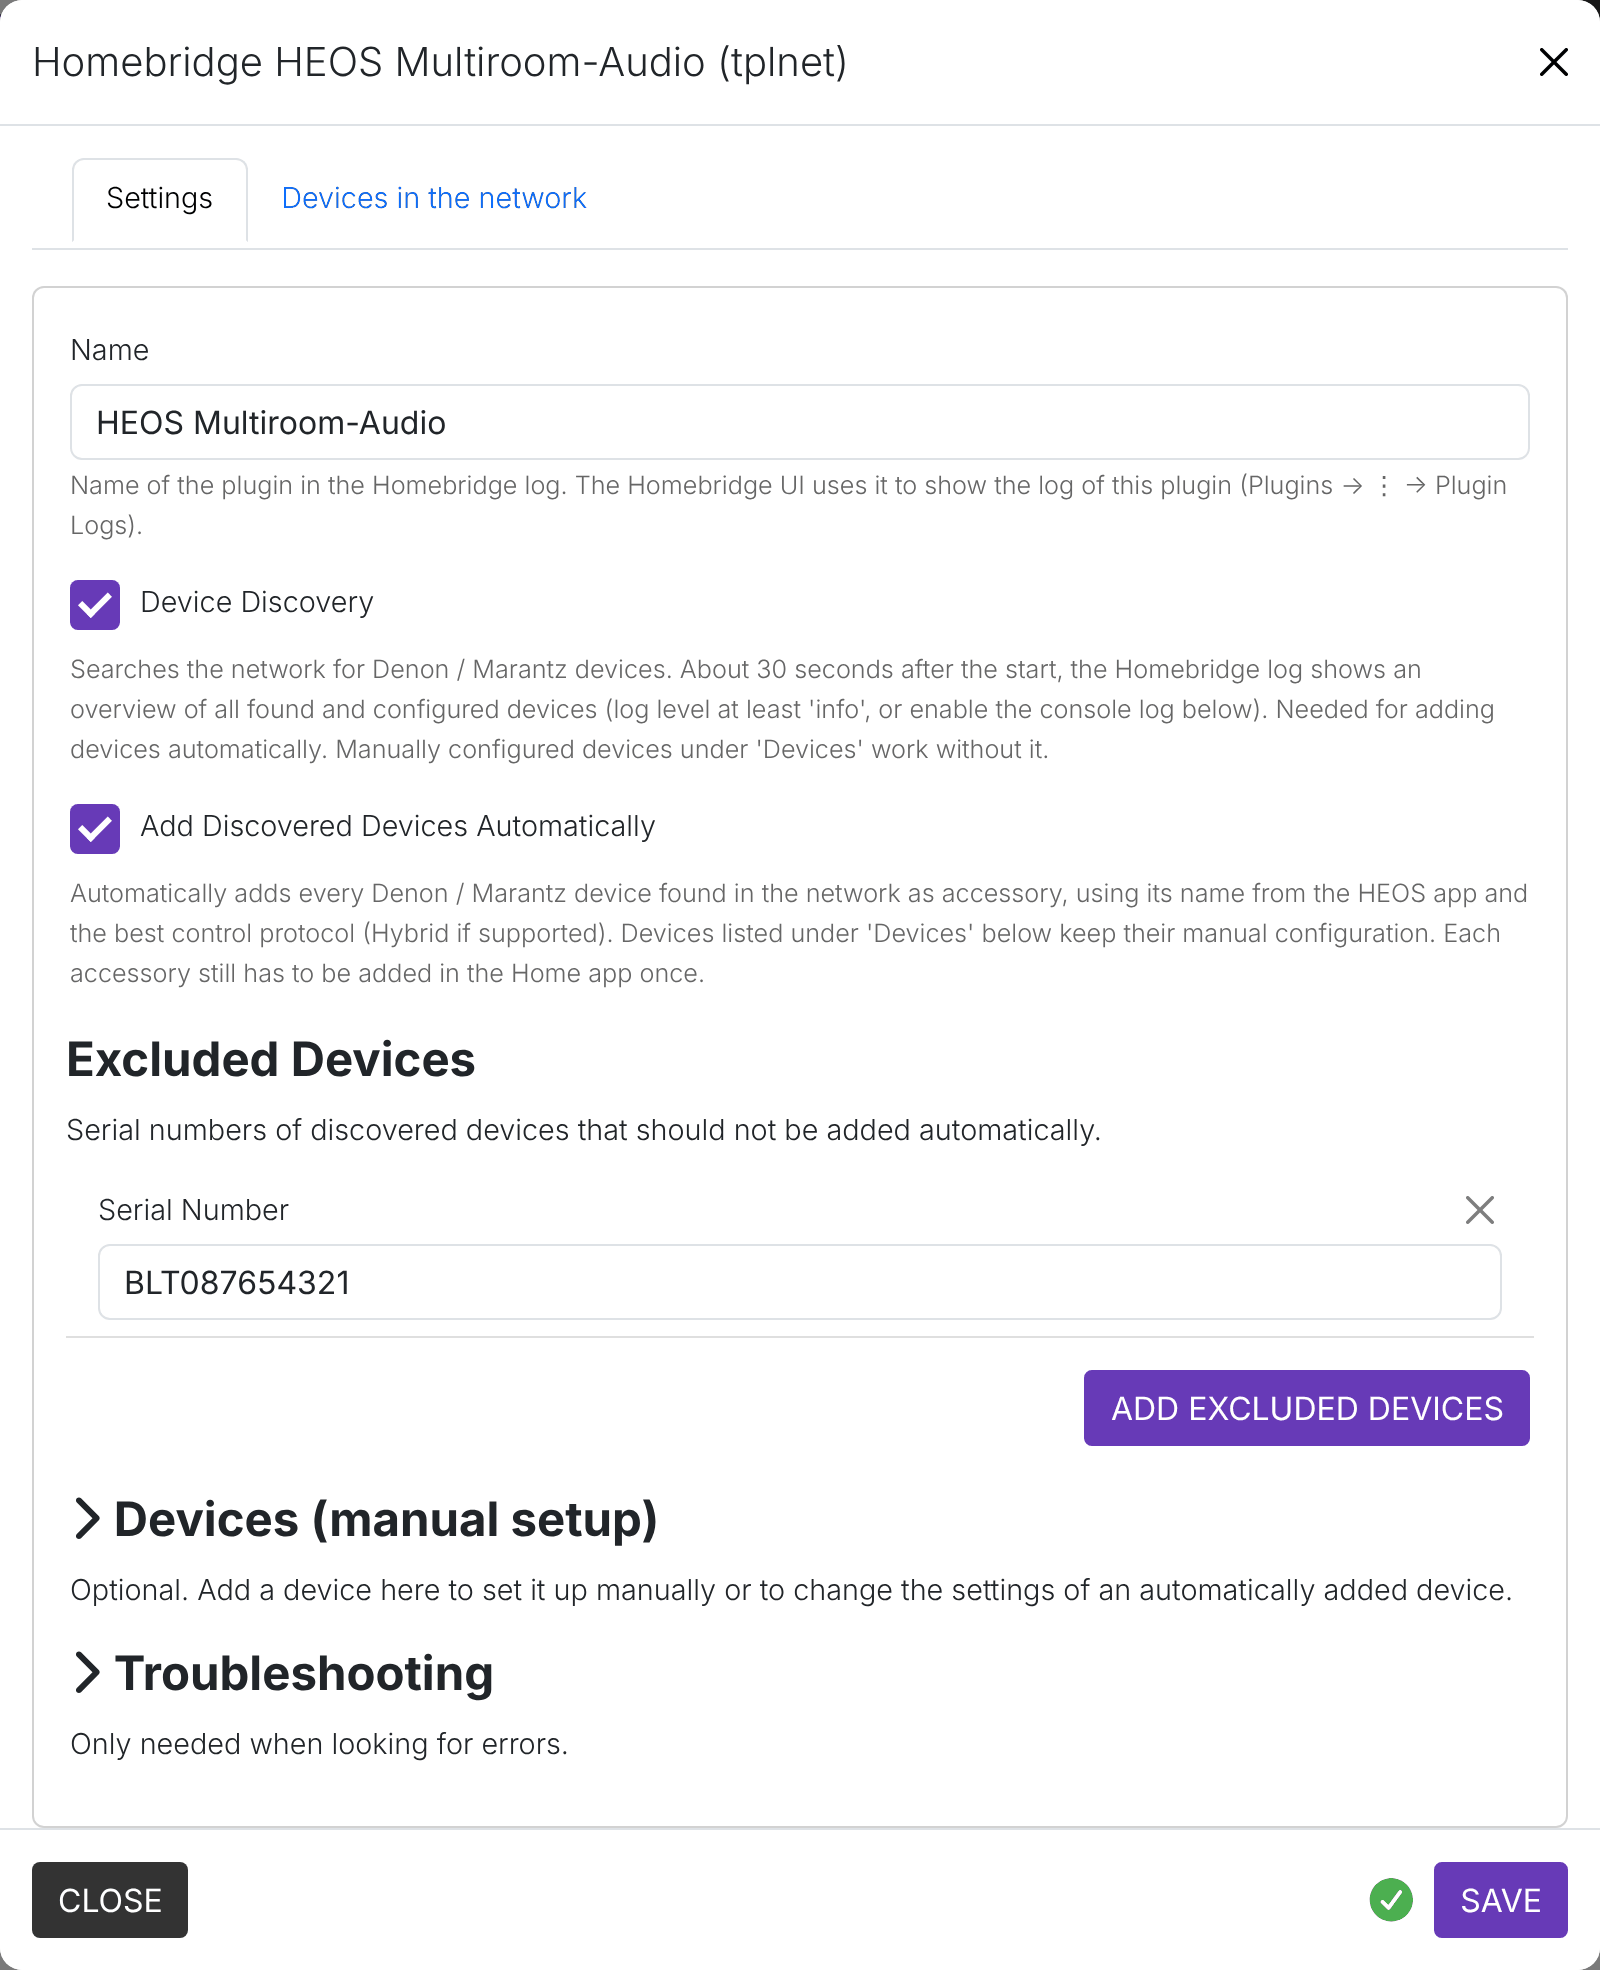 Homebridge HEOS Multiroom-Audio (tplnet)
Settings
Devices in the network
Name
HEOS Multiroom-Audio
Name of the plugin in the Homebridge log. The Homebridge UI uses it to show the log of this plugin (Plugins → ⋮ → Plugin
Logs).
Device Discovery
Searches the network for Denon / Marantz devices. About 30 seconds after the start, the Homebridge log shows an
overview of all found and configured devices (log level at least 'info', or enable the console log below). Needed for adding
devices automatically. Manually configured devices under 'Devices' work without it.
Add Discovered Devices Automatically
Automatically adds every Denon / Marantz device found in the network as accessory, using its name from the HEOS app and
the best control protocol (Hybrid if supported). Devices listed under 'Devices' below keep their manual configuration. Each
accessory still has to be added in the Home app once.
Excluded Devices
Serial numbers of discovered devices that should not be added automatically.
Serial Number
BLT087654321
ADD EXCLUDED DEVICES
Devices (manual setup)
Optional. Add a device here to set it up manually or to change the settings of an automatically added device.
Troubleshooting
Only needed when looking for errors.
CLOSE
SAVE